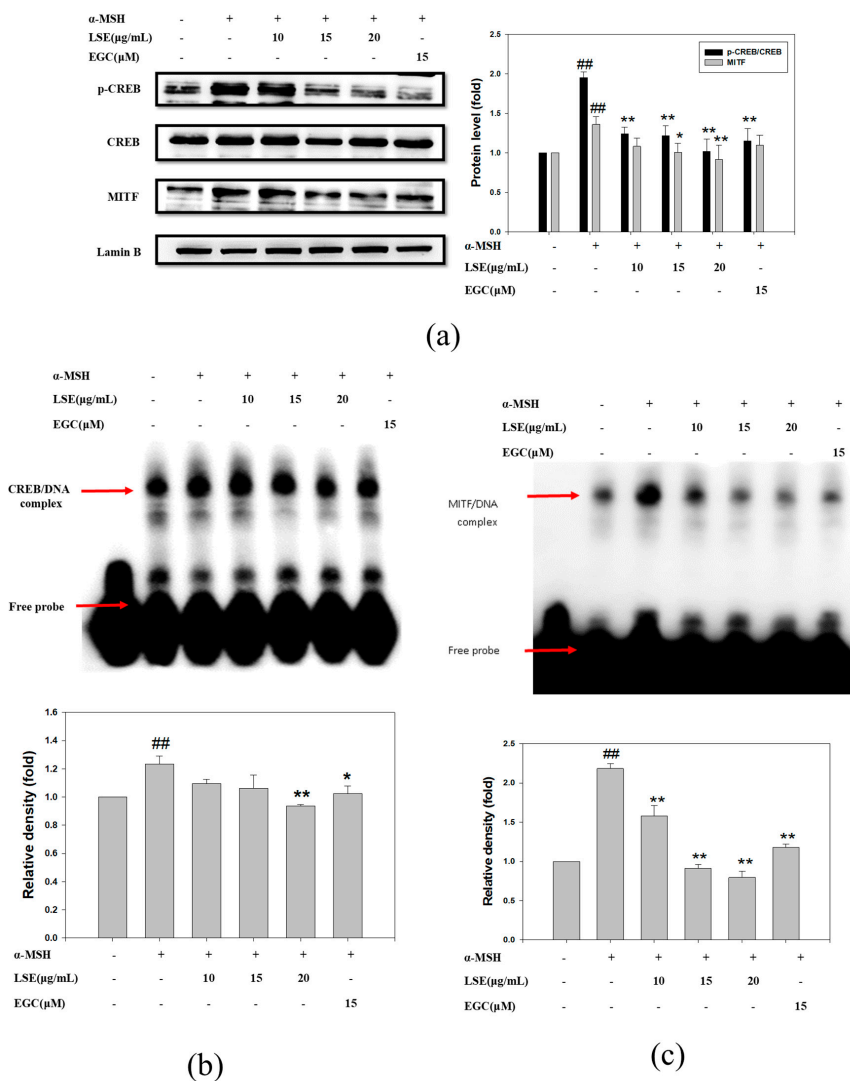 α-MSH - + + + + +
LSE(µg/mL) - - 10 15 20 -
EGC(µM) - - - - - 15
p-CREB
CREB
MITF
Lamin B
p-CREB/CREB
MITF
Protein level (fold)
2.5
2.0
1.5
1.0
0.5
0.0
##
##
**
** *
** **
**
α-MSH - + + + + +
LSE(µg/mL) - - 10 15 20 -
EGC(µM) - - - - - 15
(a)
α-MSH - + + + + +
LSE(µg/mL) - - 10 15 20 -
EGC(µM) - - - - - 15
CREB/DNA
complex
Free probe
Relative density (fold)
1.6
1.4
1.2
1.0
0.8
0.6
0.4
0.2
0.0
##
**
*
α-MSH - + + + + +
LSE(µg/mL) - - 10 15 20 -
EGC(µM) - - - - - 15
(b)
α-MSH - + + + + +
LSE(µg/mL) - - 10 15 20 -
EGC(µM) - - - - - 15
MITF/DNA
complex
Free probe
Relative density (fold)
2.5
2.0
1.5
1.0
0.5
0.0
##
**
**
**
**
α-MSH - + + + + +
LSE(µg/mL) - - 10 15 20 -
EGC(µM) - - - - - 15
(c)